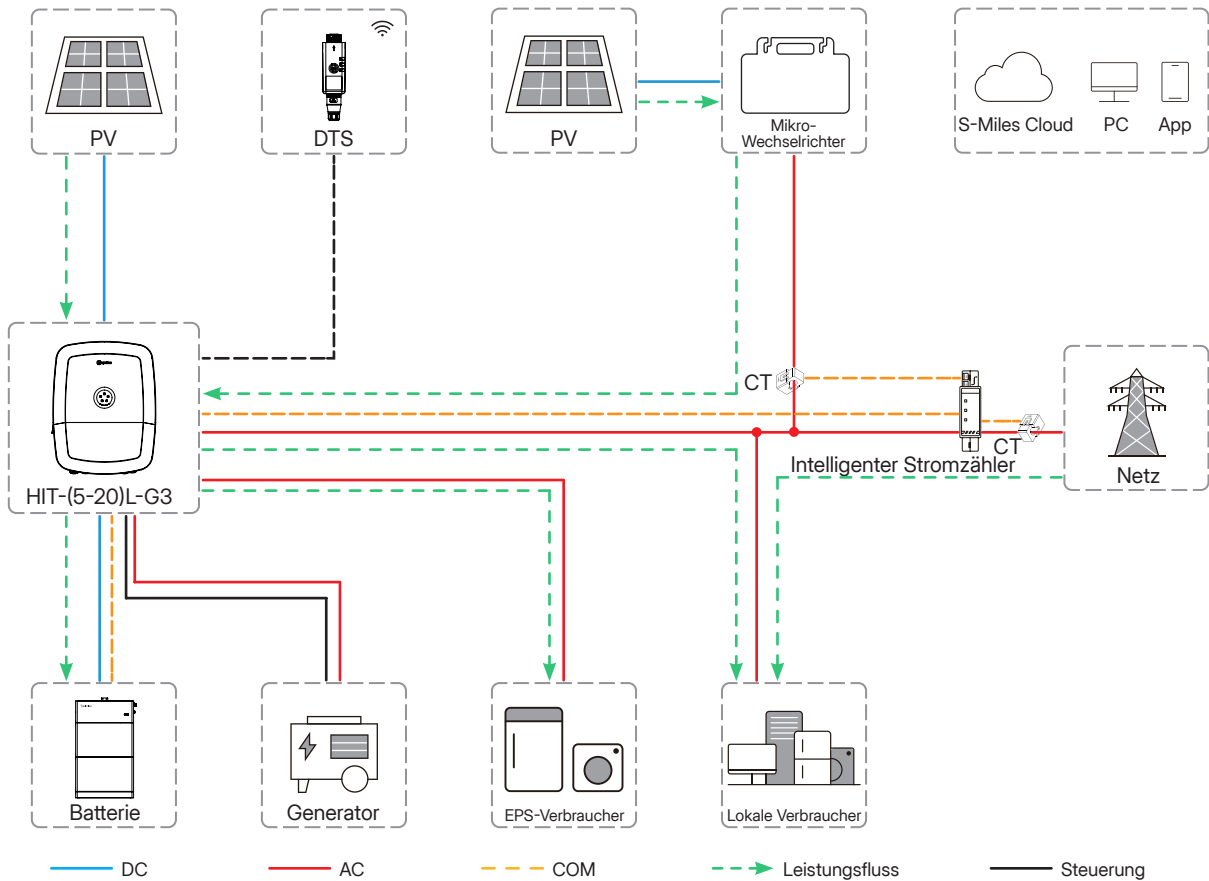 PV
DTS
PV
Mikro-
Wechselrichter
S-Miles Cloud
PC
App
CT
CT
Intelligenter Stromzähler
Netz
HIT-(5-20)L-G3
Batterie
Generator
EPS-Verbraucher
Lokale Verbraucher
DC
AC
COM
Leistungsfluss
Steuerung